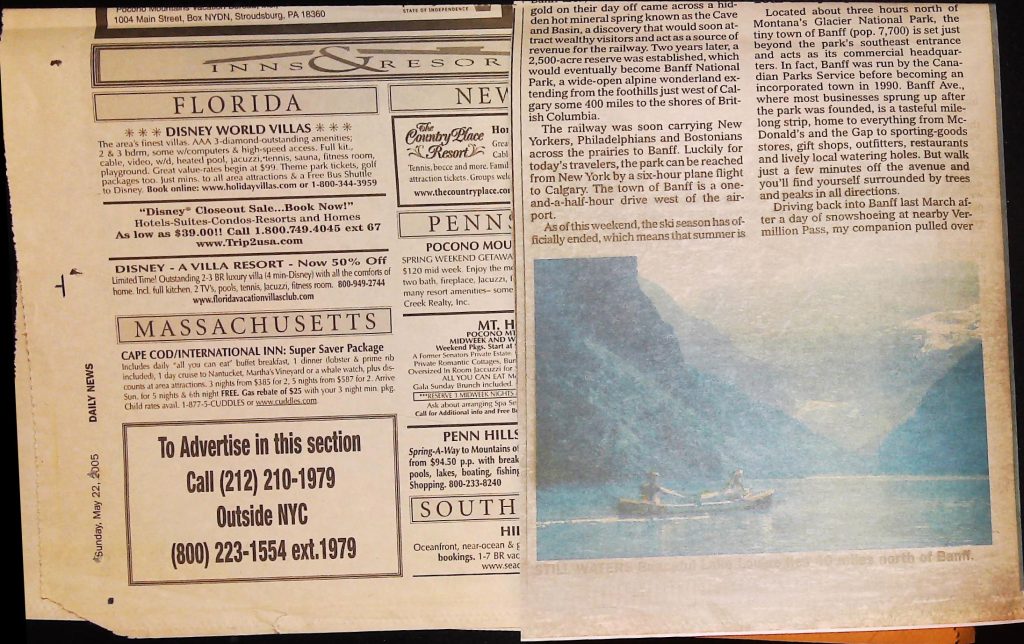 Pocono Mountains Vacation Bureau, Inc.
1004 Main Street, Box NYDN, Stroudsburg, PA 18360
STATE OF INDEPENDENCE
INNS & RESOR
FLORIDA
✳ ✳ ✳ DISNEY WORLD VILLAS ✳ ✳ ✳
The area's finest villas. AAA 3-diamond-outstanding amenities;
2 & 3 bdrm, some w/computers & high-speed access. Full kit.,
cable, video, w/d, heated pool, jacuzzi, tennis, sauna, fitness room,
playground. Great value-rates begin at $99. Theme park tickets, golf
packages too. Just mins. to all area attractions & a Free Bus Shuttle
to Disney. Book online: www.holidayvillas.com or 1-800-344-3959
"Disney® Closeout Sale...Book Now!"
Hotels-Suites-Condos-Resorts and Homes
As low as $39.00!! Call 1.800.749.4045 ext 67
www.Trip2usa.com
DISNEY - A VILLA RESORT - Now 50% Off
Limited Time! Outstanding 2-3 BR luxury villa (4 min-Disney) with all the comforts of
home. Incl. full kitchen. 2 TV's, pools, tennis, Jacuzzi, fitness room. 800-949-2744
www.floridavacationvillasclub.com
MASSACHUSETTS
CAPE COD/INTERNATIONAL INN: Super Saver Package
Includes daily "all you can eat" buffet breakfast, 1 dinner (lobster & prime rib
included), 1 day cruise to Nantucket, Martha's Vineyard or a whale watch, plus dis-
counts at area attractions. 3 nights from $385 for 2, 5 nights from $587 for 2. Arrive
Sun. for 5 nights & 6th night FREE. Gas rebate of $25 with your 3 night min. pkg.
Child rates avail. 1-877-5-CUDDLES or www.cuddles.com
To Advertise in this section
Call (212) 210-1979
Outside NYC
(800) 223-1554 ext.1979
DAILY NEWS
Sunday, May 22, 2005
NEW
The
Country Place
Resort
Ho
Grea
Cabl
Tennis, bocce and more. Famil
attraction tickets. Groups welc
www.thecountryplace.co
PENNS
POCONO MOU
SPRING WEEKEND GETAWA
$120 mid week. Enjoy the mo
two bath, fireplace, Jacuzzi, f
many resort amenities– some
Creek Realty, Inc.
MT. H
POCONO MT
MIDWEEK AND W
Weekend Pkgs. Start at
A Former Senators Private Estate.
Private Romantic Cottages, Bun
Oversized In Room Jaccuzzi for
ALL YOU CAN EAT M
Gala Sunday Brunch included.
***RESERVE 3 MIDWEEK NIGHTS
Ask about arranging Spa Se
Call for Additional info and Free B
PENN HILLS
Spring-A-Way to Mountains o
from $94.50 p.p. with break
pools, lakes, boating, fishing
Shopping. 800-233-8240
SOUTH
HI
Oceanfront, near-ocean & g
bookings. 1-7 BR vac
www.seac
gold on their day off came across a hid-
den hot mineral spring known as the Cave
and Basin, a discovery that would soon at-
tract wealthy visitors and act as a source of
revenue for the railway. Two years later, a
2,500-acre reserve was established, which
would eventually become Banff National
Park, a wide-open alpine wonderland ex-
tending from the foothills just west of Cal-
gary some 400 miles to the shores of Brit-
ish Columbia.
The railway was soon carrying New
Yorkers, Philadelphians and Bostonians
across the prairies to Banff. Luckily for
today's travelers, the park can be reached
from New York by a six-hour plane flight
to Calgary. The town of Banff is a one-
and-a-half-hour drive west of the air-
port.
As of this weekend, the ski season has of-
ficially ended, which means that summer is
Located about three hours north of
Montana's Glacier National Park, the
tiny town of Banff (pop. 7,700) is set just
beyond the park's southeast entrance
and acts as its commercial headquar-
ters. In fact, Banff was run by the Cana-
dian Parks Service before becoming an
incorporated town in 1990. Banff Ave.,
where most businesses sprung up after
the park was founded, is a tasteful mile-
long strip, home to everything from Mc-
Donald's and the Gap to sporting-goods
stores, gift shops, outfitters, restaurants
and lively local watering holes. But walk
just a few minutes off the avenue and
you'll find yourself surrounded by trees
and peaks in all directions.
Driving back into Banff last March af-
ter a day of snowshoeing at nearby Ver-
million Pass, my companion pulled over
STILL WATERS miles north of Banff.